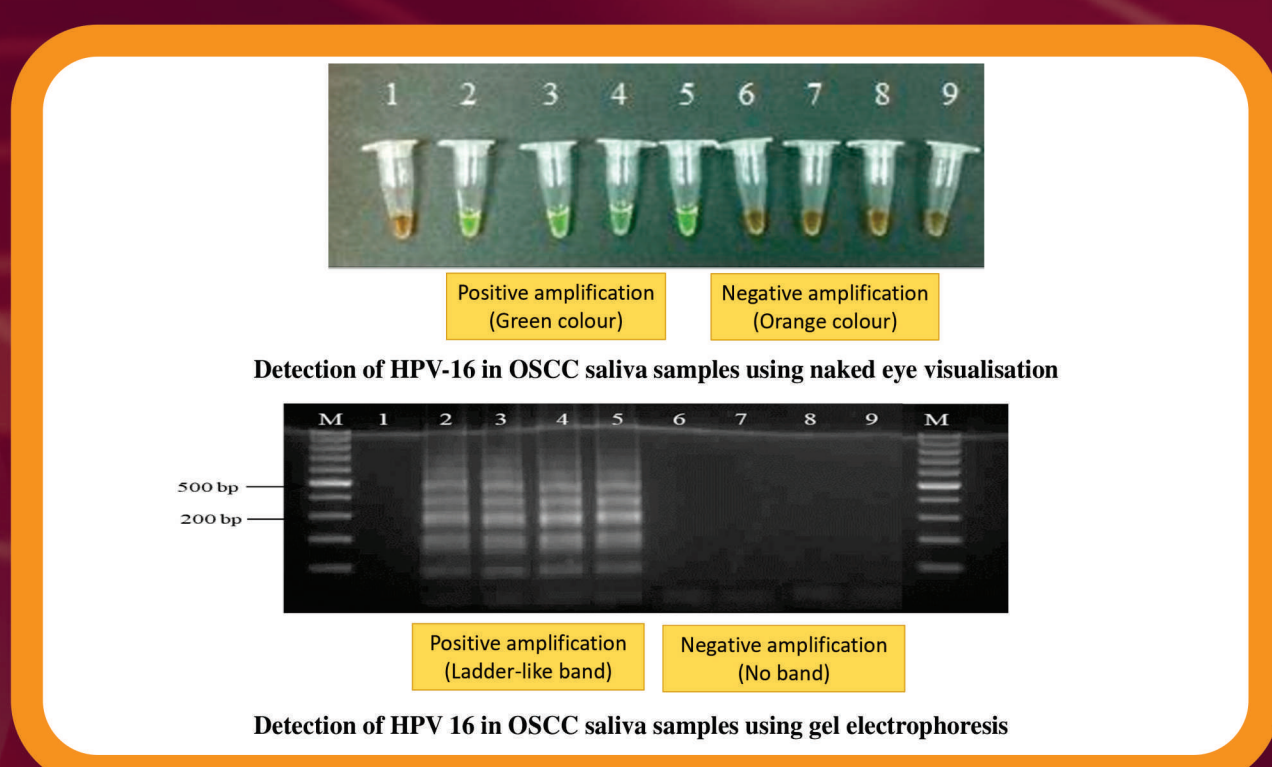 1 2 3 4 5 6 7 8 9
Positive amplification
(Green colour)
Negative amplification
(Orange colour)
Detection of HPV-16 in OSCC saliva samples using naked eye visualisation
M 1 2 3 4 5 6 7 8 9 M
500 bp
200 bp
Positive amplification
(Ladder-like band)
Negative amplification
(No band)
Detection of HPV 16 in OSCC saliva samples using gel electrophoresis